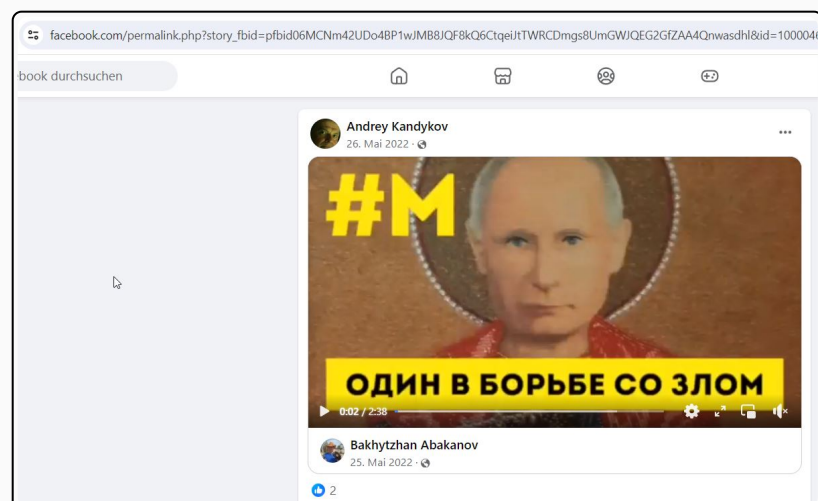 facebook.com/permalink.php?story_fbid=pfbid06MCNm42UDo4BP1wJMB8JQF8kQ6CtqeiJtTWRCDmgs8UmGWJQEG2GfZAA4Qnwasdhl&id=1000046
book durchsuchen
Andrey Kandykov
26. Mai 2022 ·
#М
ОДИН В БОРЬБЕ СО ЗЛОМ
0:02 / 2:38
Bakhytzhan Abakanov
25. Mai 2022 ·
2